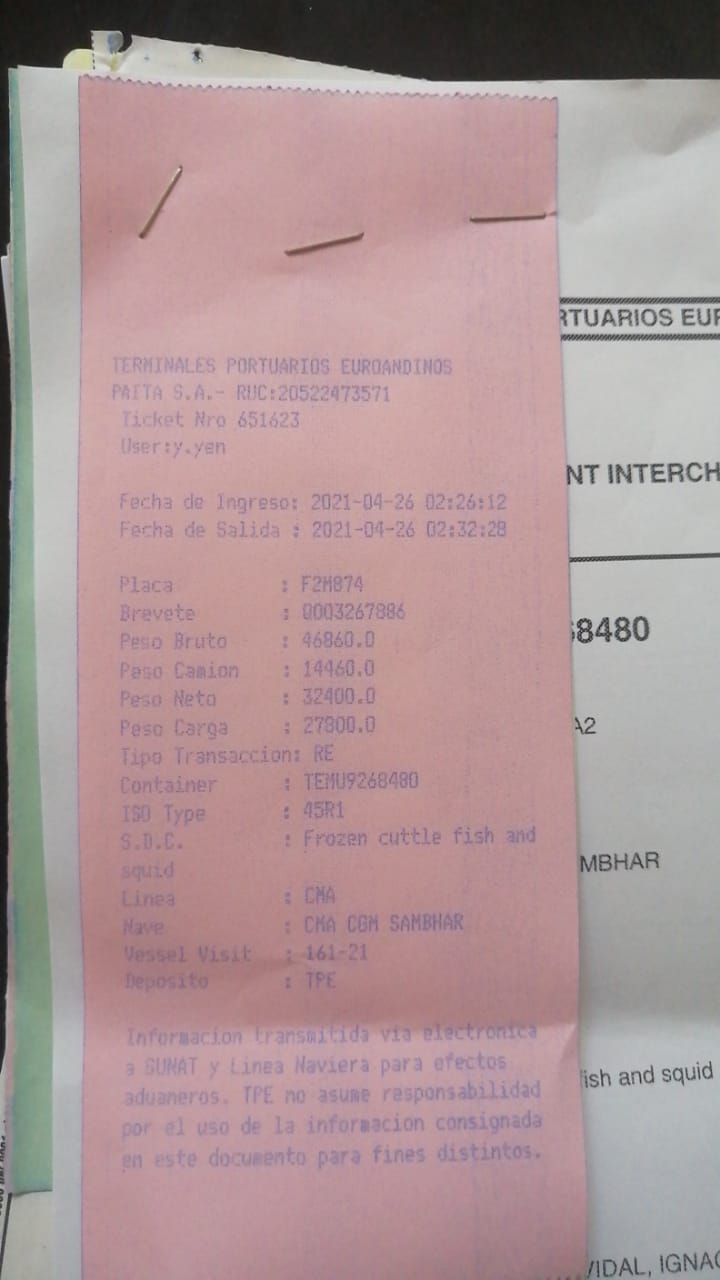 TERMINALES PORTUARIOS EUROANDINOS
PAITA S.A.- RUC:20522473571
Ticket Nro 651623
User:y.yen
Fecha de Ingreso: 2021-04-26 02:26:12
Fecha de Salida : 2021-04-26 02:32:28
Placa : F2M874
Brevete : Q003267886
Peso Bruto : 46860.0
Peso Camion : 14460.0
Peso Neto : 32400.0
Peso Carga : 27800.0
Tipo Transaccion: RE
Container : TEMU9268480
ISO Type : 45R1
S.D.C. : Frozen cuttle fish and
squid
Linea : CMA
Nave : CMA CGM SAMBHAR
Vessel Visit : 161-21
Deposito : TPE
Informacion transmitida via electronica
a SUNAT y Linea Naviera para efectos
aduaneros. TPE no asume responsabilidad
por el uso de la informacion consignada
en este documento para fines distintos.
RTUARIOS EUR
NT INTERCH
68480
A2
MBHAR
ish and squid
VIDAL, IGNAC